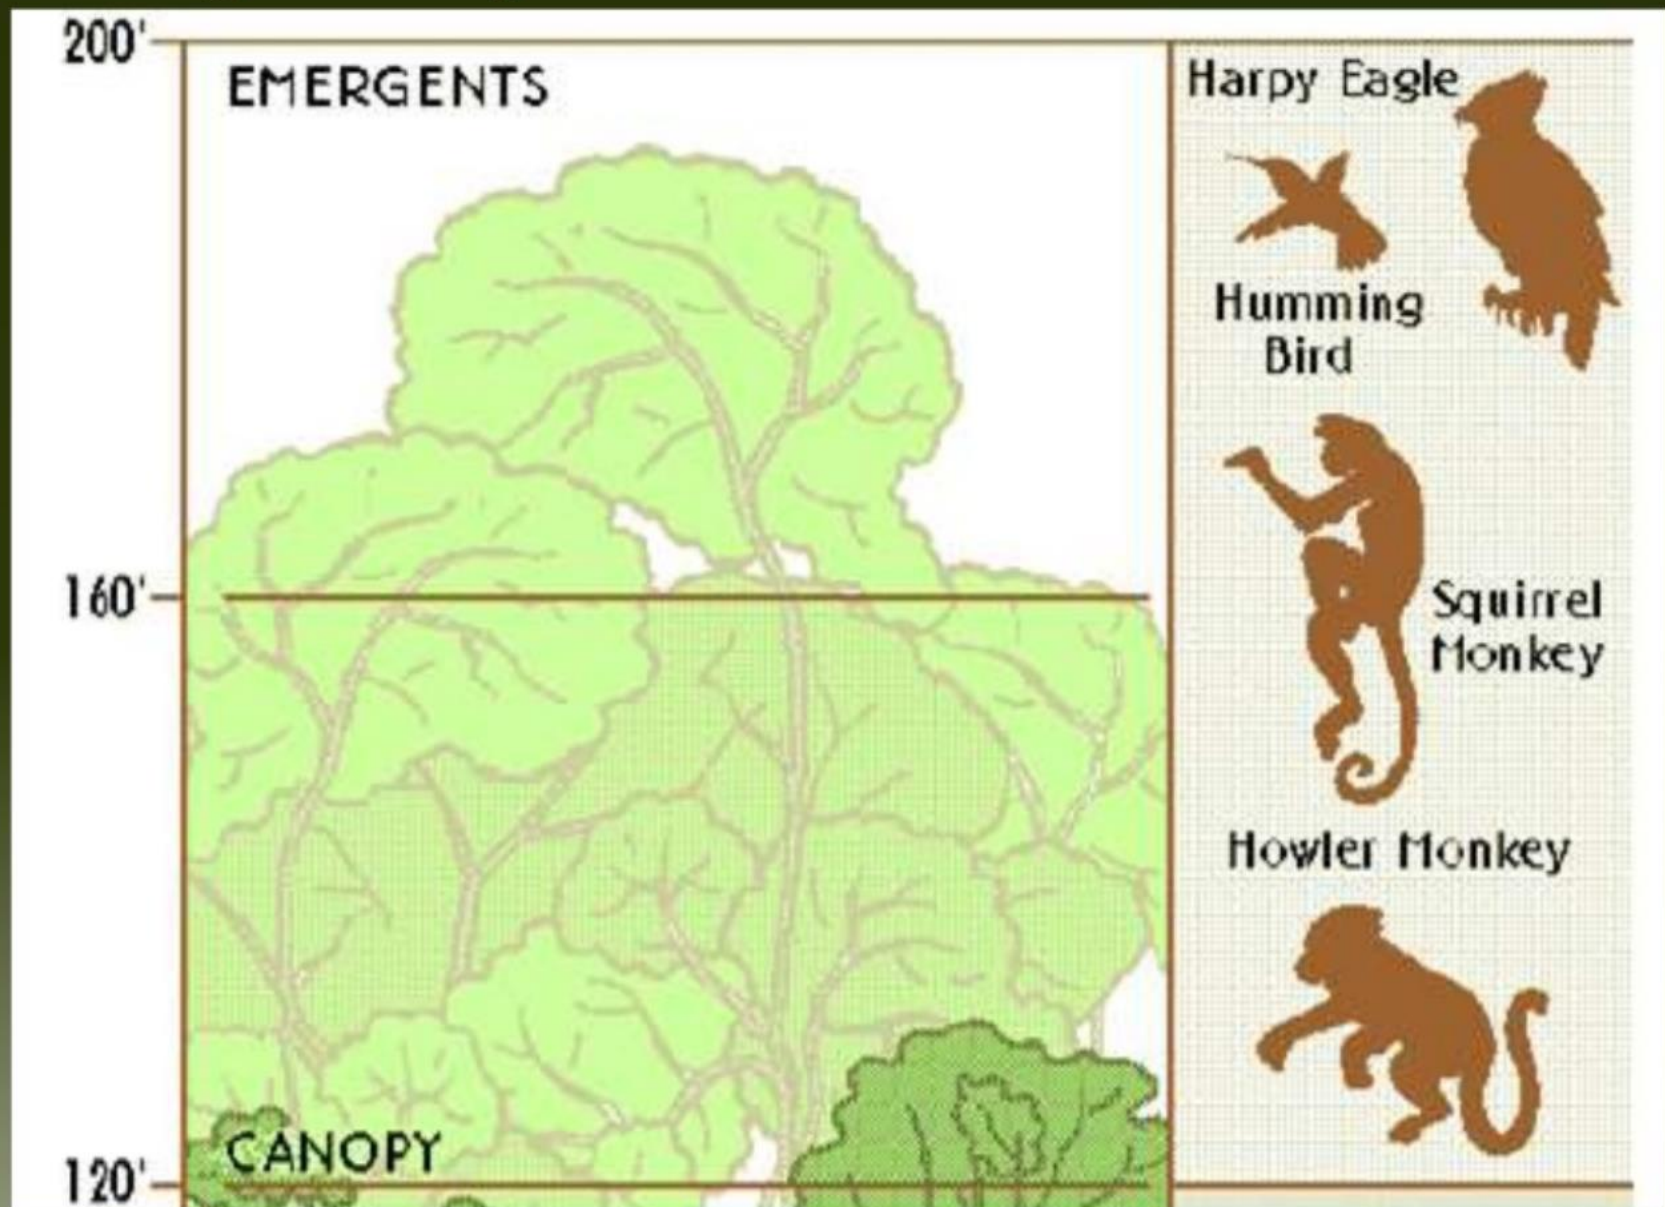 200'
EMERGENTS
Harpy Eagle
Humming
Bird
160'
Squirrel
Monkey
Howler Monkey
CANOPY
120'